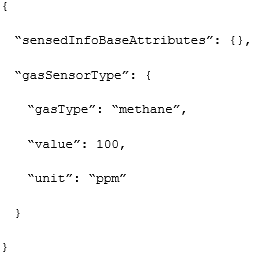 {
“sensedInfoBaseAttributes”: {},
“gasSensorType”: {
“gasType”: “methane”,
“value”: 100,
“unit”: “ppm”
}
}